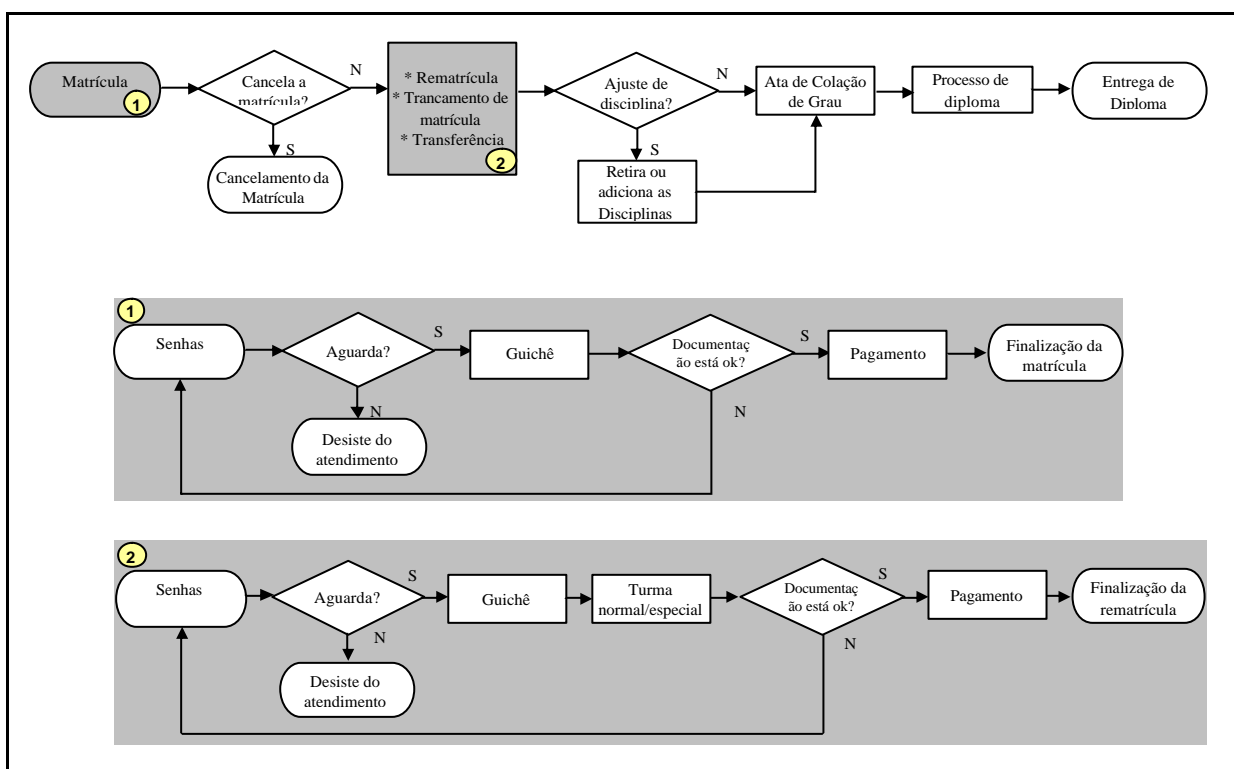 Matrícula
1
Cancela a
matrícula?
N
S
Cancelamento da
Matrícula
* Rematrícula
* Trancamento de
matrícula
* Transferência
2
Ajuste de
disciplina?
N
S
Retira ou
adiciona as
Disciplinas
Ata de Colação
de Grau
Processo de
diploma
Entrega de
Diploma
1
Senhas
Aguarda?
S
N
Desiste do
atendimento
Guichê
Documentaç
ão está ok?
S
N
Pagamento
Finalização da
matrícula
2
Senhas
Aguarda?
S
N
Desiste do
atendimento
Guichê
Turma
normal/especial
Documentaç
ão está ok?
S
N
Pagamento
Finalização da
rematrícula